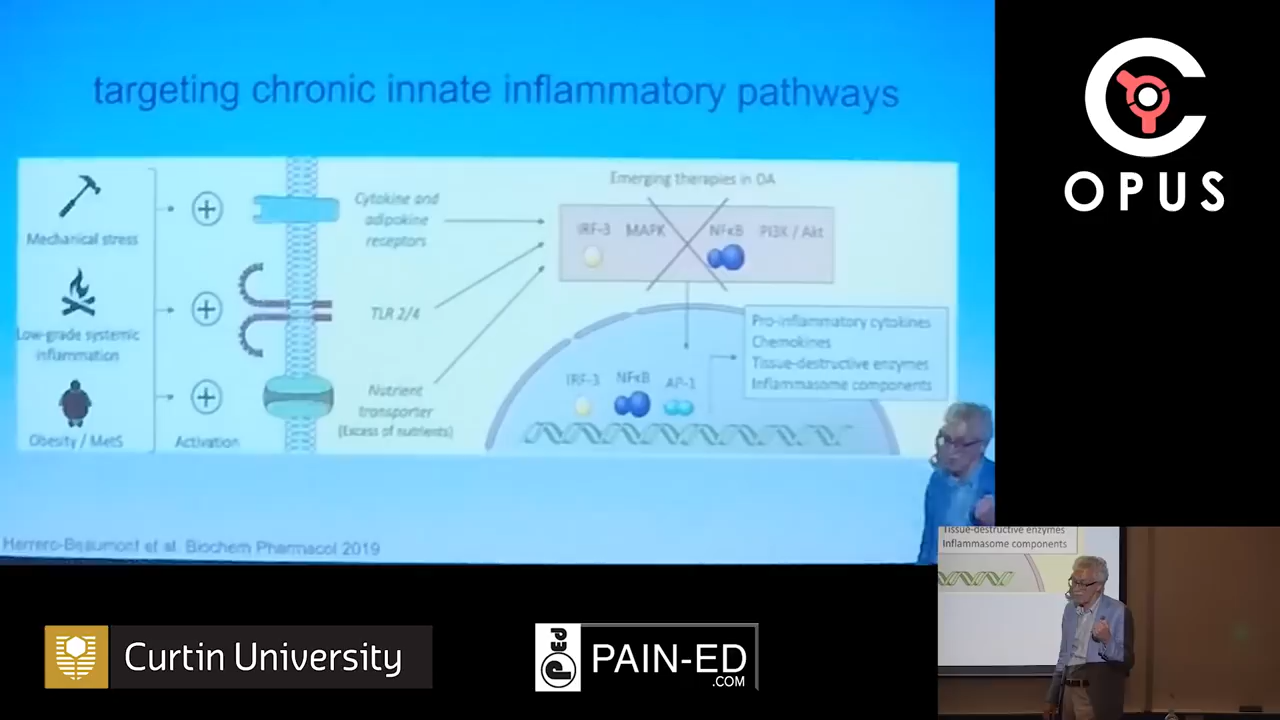 targeting chronic innate inflammatory pathways
Mechanical stress
Low-grade systemic
inflammation
Obesity / MetS
Activation
Cytokine and
adipokine
receptors
TLR 2/4
Nutrient
transporter
(Excess of nutrients)
Emerging therapies in OA
IRF-3 MAPK NFκB PI3K / Akt
Pro-inflammatory cytokines
Chemokines
Tissue-destructive enzymes
Inflammasome components
IRF-3 NFκB AP-1
Herrero-Beaumont et al. Biochem Pharmacol 2019
OPUS
Tissue-destructive enzymes
Inflammasome components
Curtin University
PAIN-ED
.COM